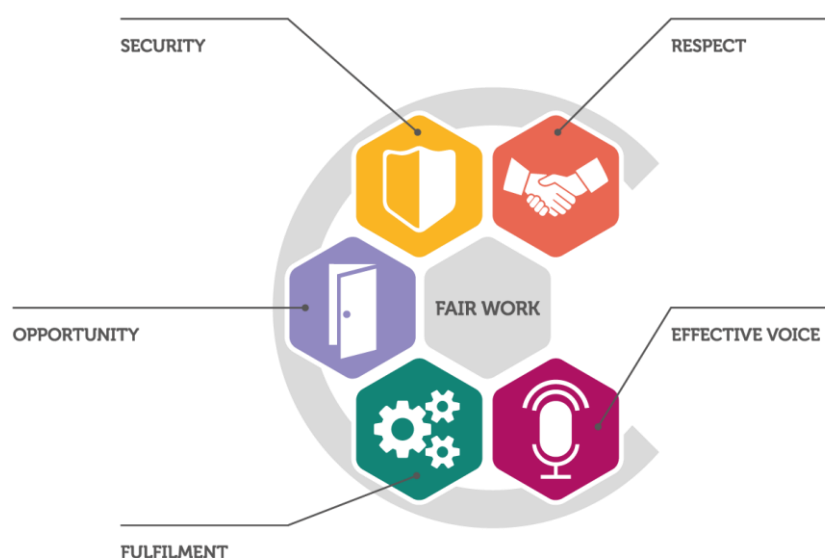 SECURITY
RESPECT
FAIR WORK
OPPORTUNITY
EFFECTIVE VOICE
FULFILMENT